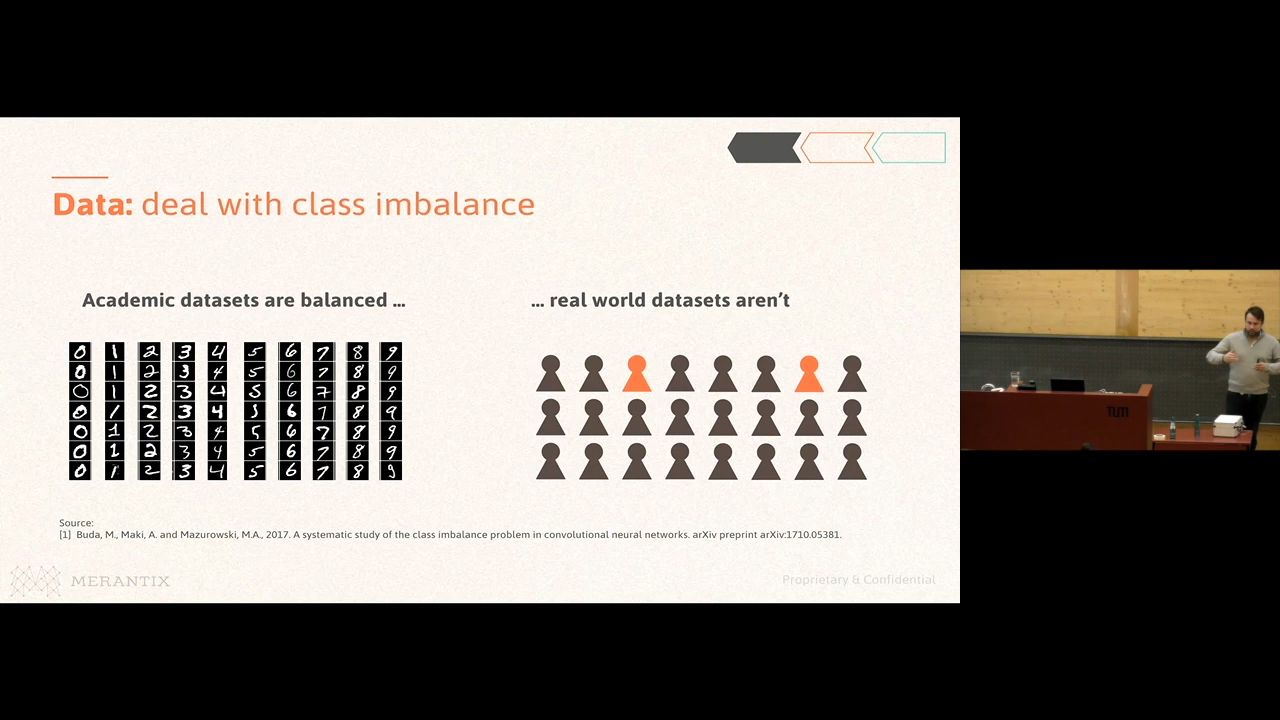 Data: deal with class imbalance
Academic datasets are balanced ...
... real world datasets aren't
0 1 2 3 4 5 6 7 8 9
0 1 2 3 4 5 6 7 8 9
0 1 2 3 4 5 6 7 8 9
0 1 2 3 4 5 6 7 8 9
0 1 2 3 4 5 6 7 8 9
0 1 2 3 4 5 6 7 8 9
0 1 2 3 4 5 6 7 8 9
Source:
[1] Buda, M., Maki, A. and Mazurowski, M.A., 2017. A systematic study of the class imbalance problem in convolutional neural networks. arXiv preprint arXiv:1710.05381.
MERANTIX
Proprietary & Confidential
TUM